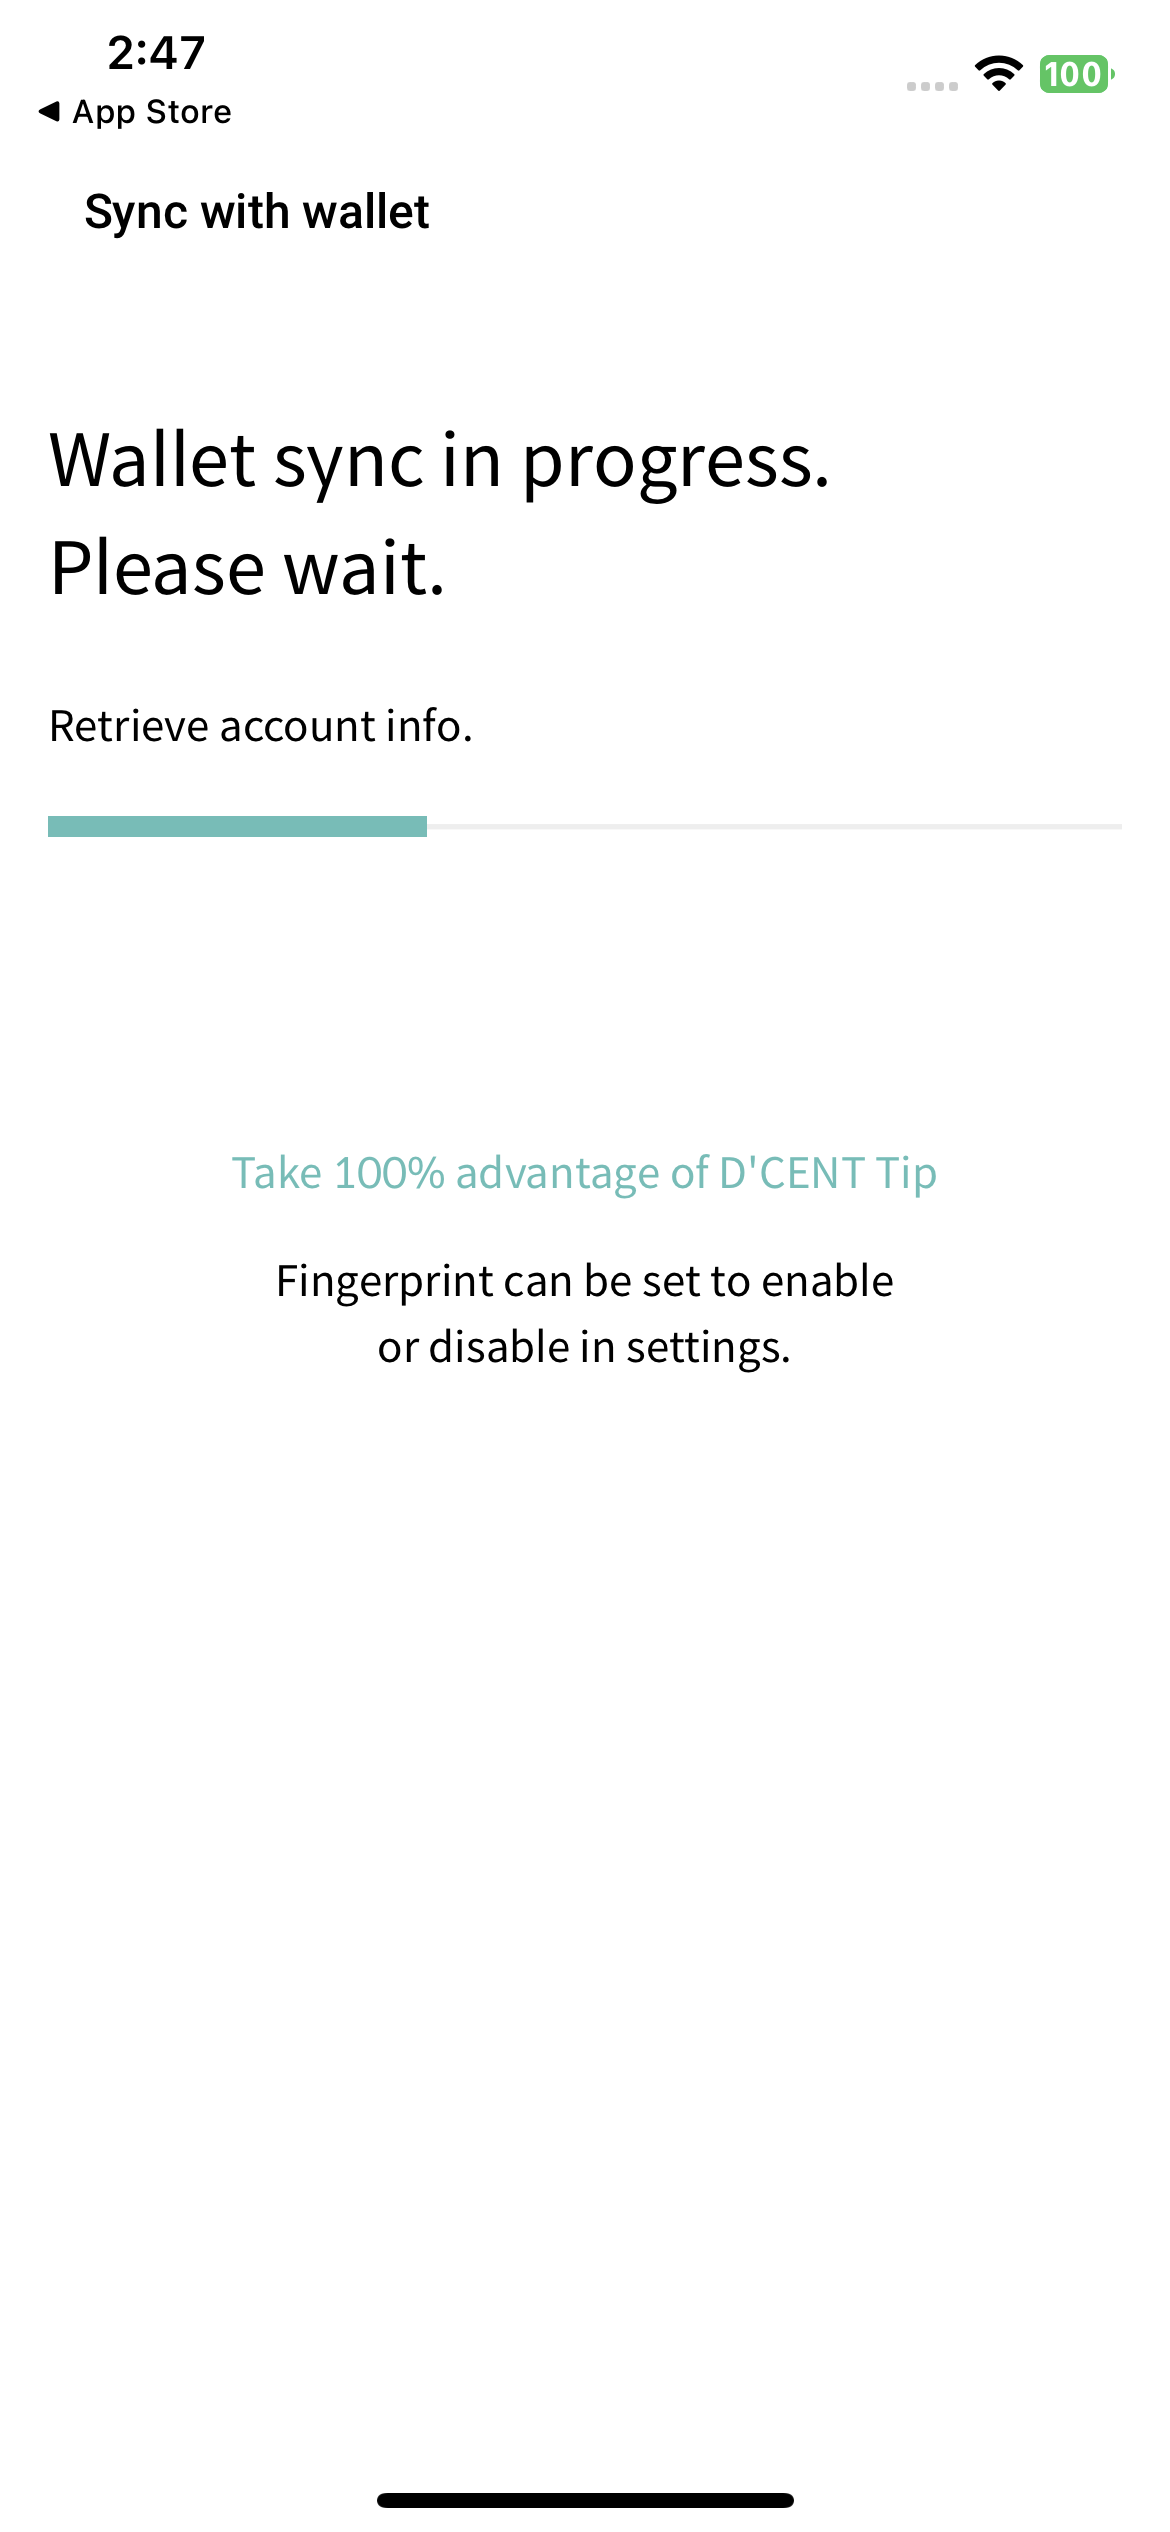 2:47
100
◀ App Store
Sync with wallet
Wallet sync in progress.
Please wait.
Retrieve account info.
Take 100% advantage of D'CENT Tip
Fingerprint can be set to enable
or disable in settings.